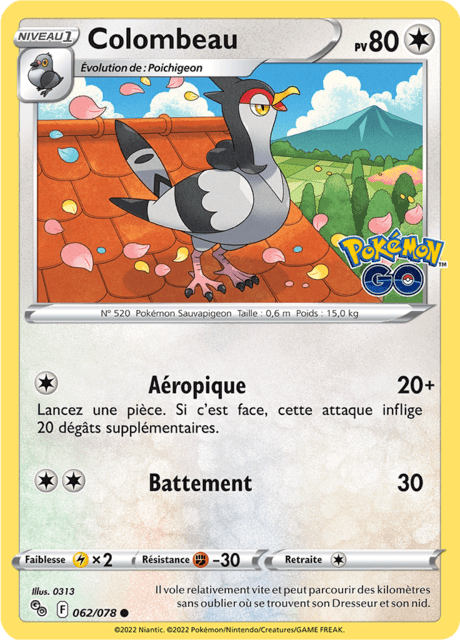 NIVEAU 1
Colombeau
PV 80
Évolution de : Poichigeon
POKÉMON™
GO
N° 520 Pokémon Sauvapigeon Taille : 0,6 m Poids : 15,0 kg
Aéropique 20+
Lancez une pièce. Si c'est face, cette attaque inflige
20 dégâts supplémentaires.
Battement 30
Faiblesse ×2 Résistance -30 Retraite
Illus. 0313
Il vole relativement vite et peut parcourir des kilomètres
GO F 062/078
sans oublier où se trouvent son Dresseur et son nid.
©2022 Niantic. ©2022 Pokémon/Nintendo/Creatures/GAME FREAK.